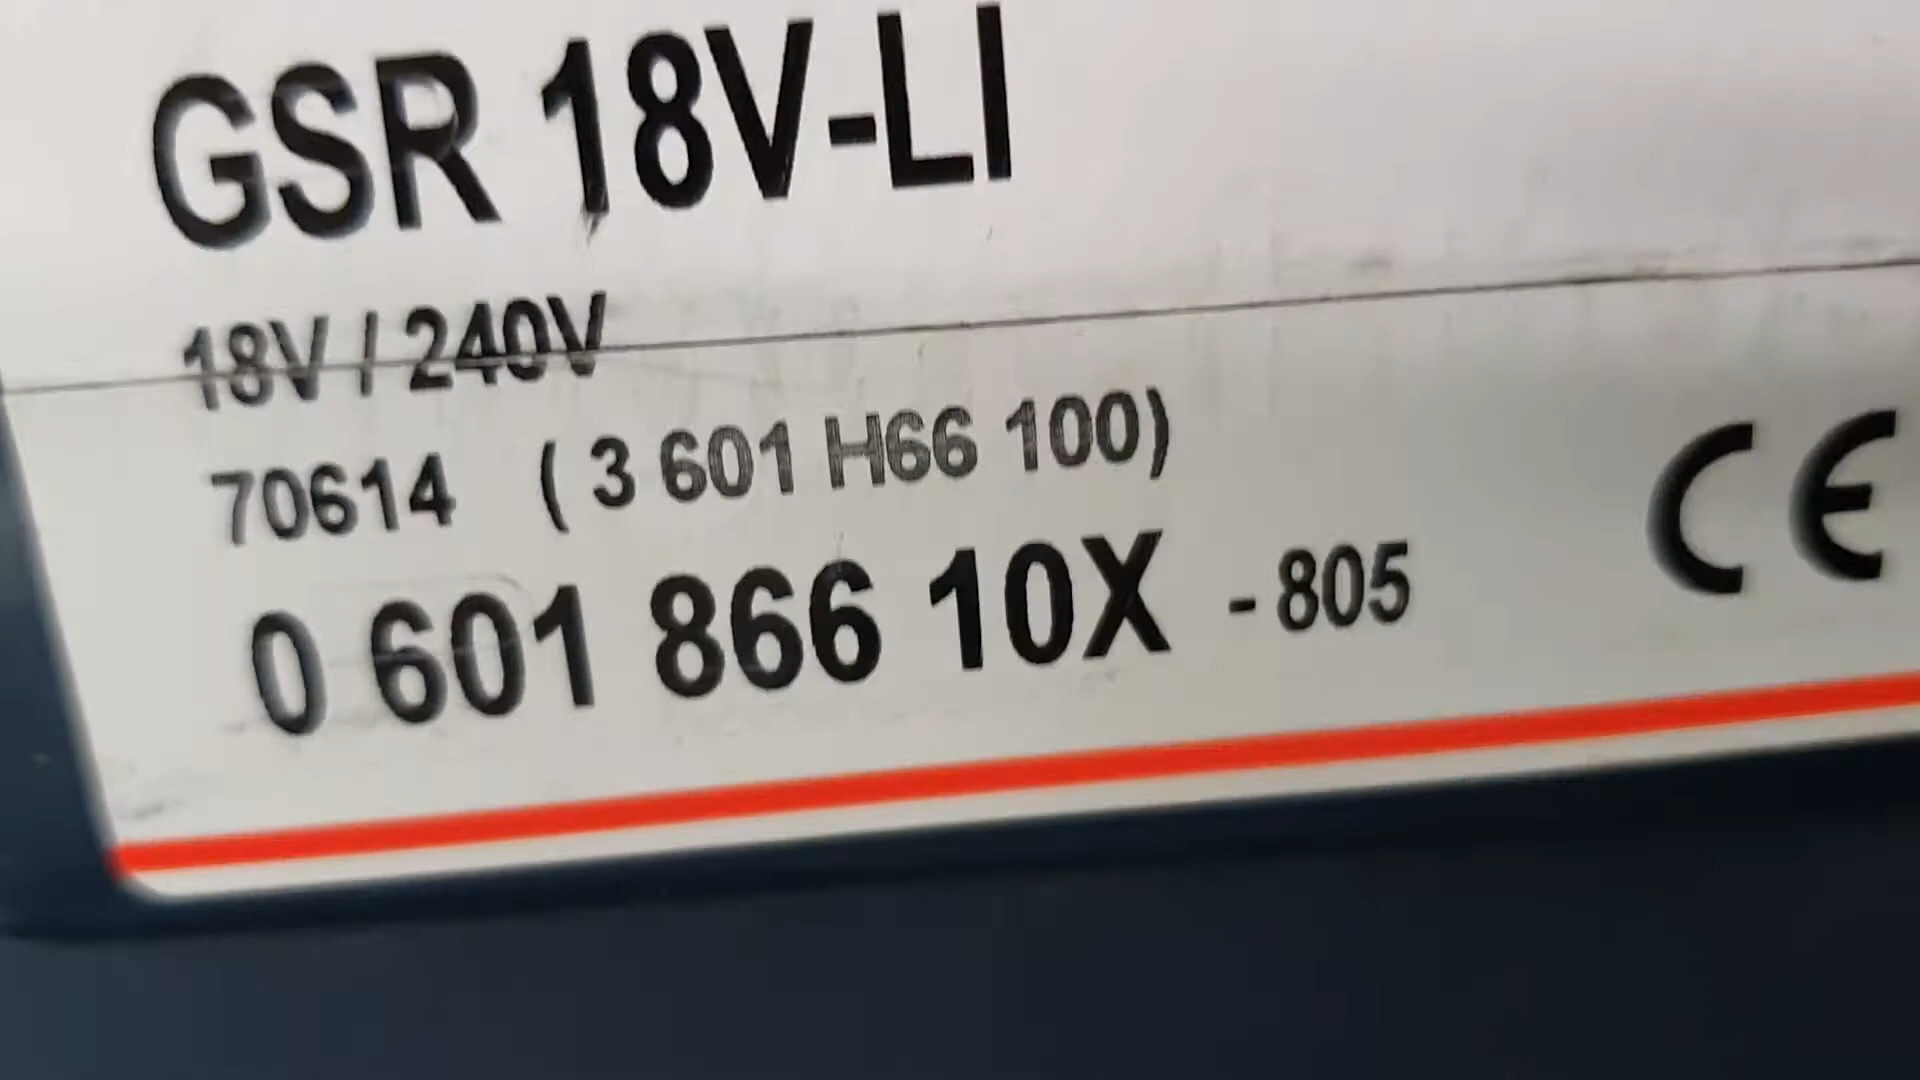 GSR 18V-LI
18V / 240V
70614 ( 3 601 H66 100)
0 601 866 10X - 805
CE